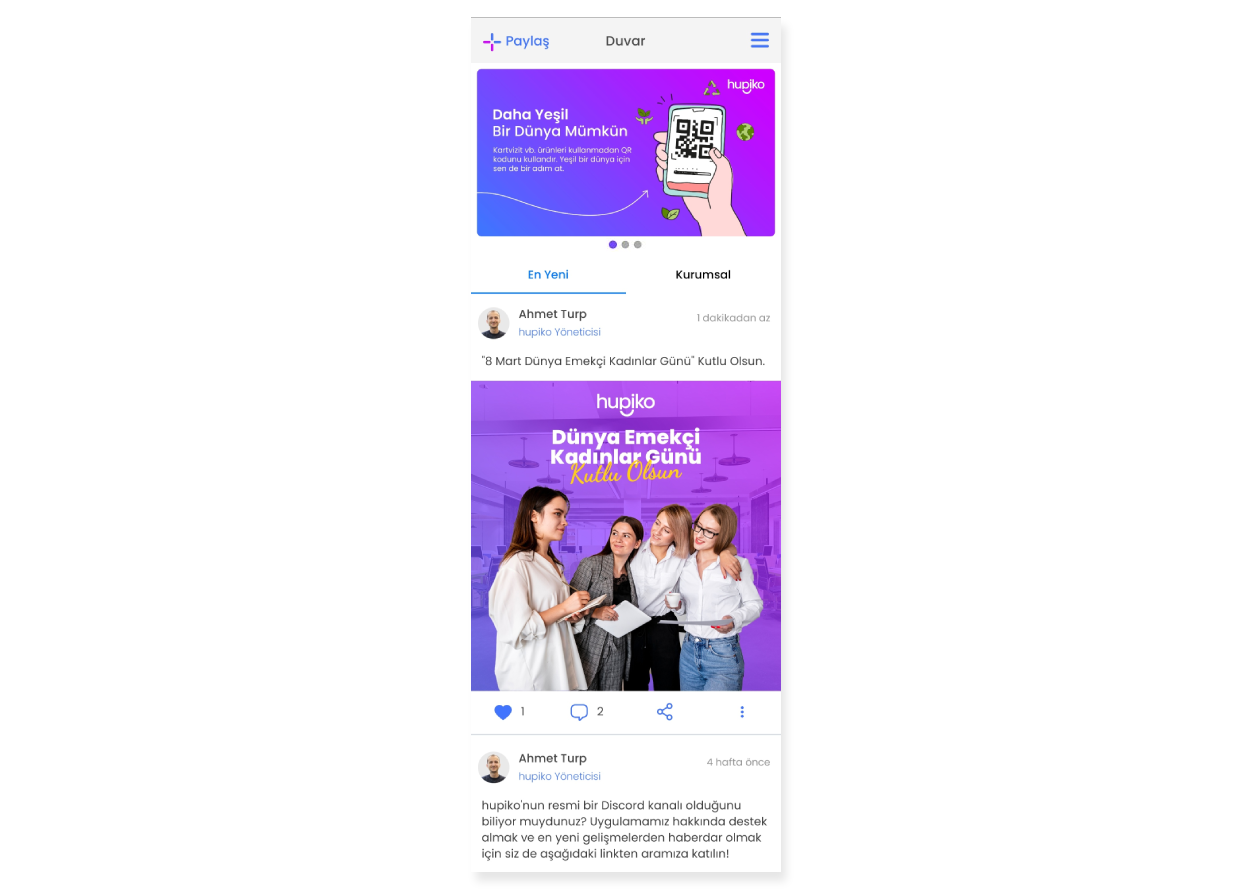 Paylaş
Duvar
hupiko
Daha Yeşil
Bir Dünya Mümkün
Kartvizit vb. ürünleri kullanmadan QR
kodunu kullandır. Yeşil bir dünya için
sen de bir adım at.
En Yeni
Kurumsal
Ahmet Turp
1 dakikadan az
hupiko Yöneticisi
"8 Mart Dünya Emekçi Kadınlar Günü" Kutlu Olsun.
hupiko
Dünya Emekçi
Kadınlar Günü
Kutlu Olsun
1
2
Ahmet Turp
4 hafta önce
hupiko Yöneticisi
hupiko'nun resmi bir Discord kanalı olduğunu
biliyor muydunuz? Uygulamamız hakkında destek
almak ve en yeni gelişmelerden haberdar olmak
için siz de aşağıdaki linkten aramıza katılın!